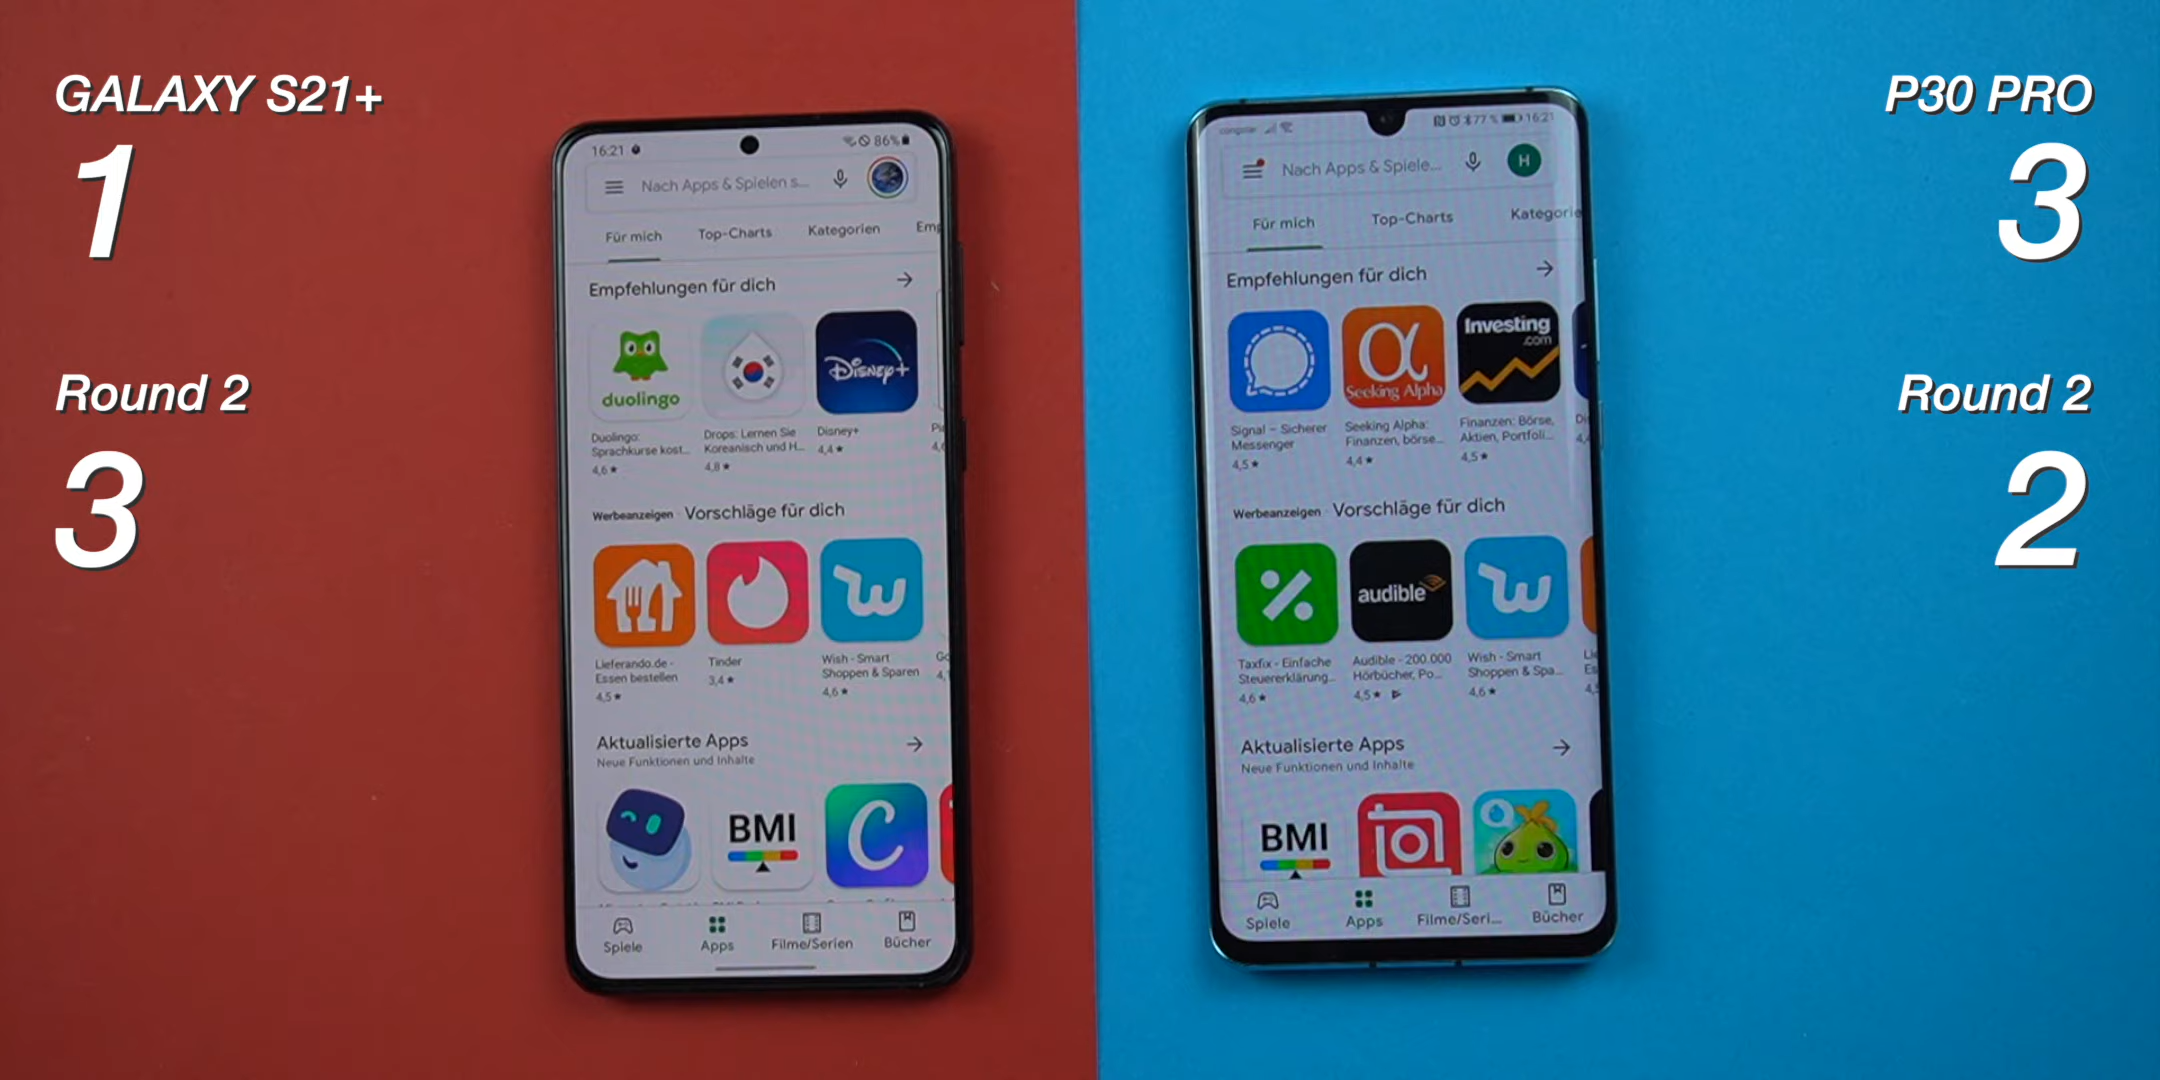 GALAXY S21+
1
Round 2
3
P30 PRO
3
Round 2
2
16:21
86%
Nach Apps & Spielen s...
Für mich Top-Charts Kategorien Emp
Empfehlungen für dich
duolingo
Disney+
Duolingo: Sprachkurse kost...
4,6 ★
Drops: Lernen Sie Koreanisch und H...
4,8 ★
Disney+
4,4 ★
Werbeanzeigen · Vorschläge für dich
Lieferando.de - Essen bestellen
4,5 ★
Tinder
3,4 ★
Wish - Smart Shoppen & Sparen
4,6 ★
Aktualisierte Apps
Neue Funktionen und Inhalte
BMI
C
Spiele Apps Filme/Serien Bücher
congstar
77 % 16:21
Nach Apps & Spiele...
H
Für mich Top-Charts Kategorie
Empfehlungen für dich
α
Seeking Alpha
Investing
.com
Signal – Sicherer Messenger
4,5 ★
Seeking Alpha: Finanzen, börse...
4,4 ★
Finanzen: Börse, Aktien, Portfoli...
4,5 ★
Werbeanzeigen · Vorschläge für dich
audible
Taxfix - Einfache Steuererklärung...
4,6 ★
Audible - 200.000 Hörbücher, Po...
4,5 ★
Wish - Smart Shoppen & Spa...
4,6 ★
Aktualisierte Apps
Neue Funktionen und Inhalte
BMI
Spiele Apps Filme/Seri... Bücher